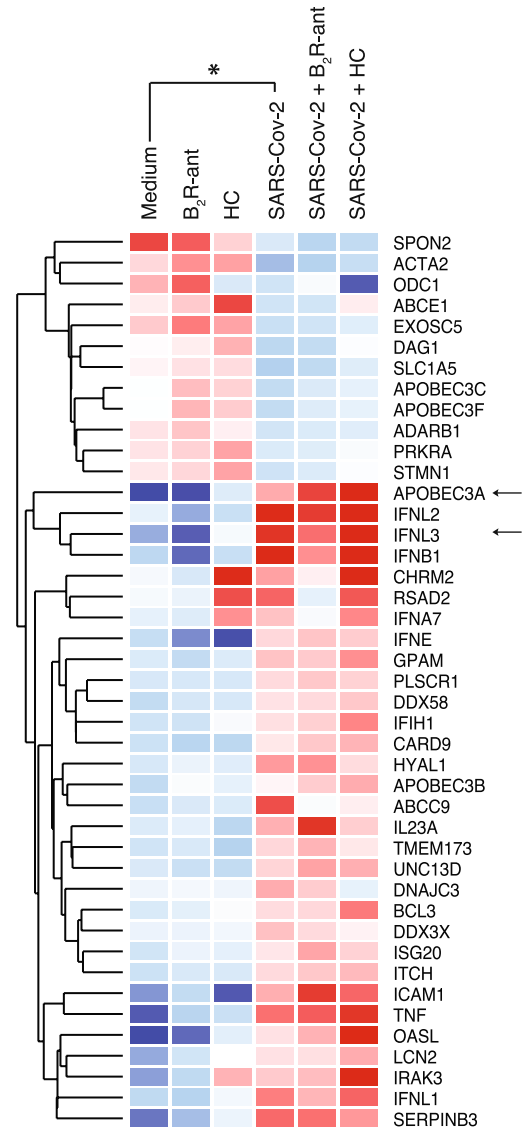 *
Medium
B2R-ant
HC
SARS-Cov-2
SARS-Cov-2 + B2R-ant
SARS-Cov-2 + HC
SPON2
ACTA2
ODC1
ABCE1
EXOSC5
DAG1
SLC1A5
APOBEC3C
APOBEC3F
ADARB1
PRKRA
STMN1
APOBEC3A
IFNL2
IFNL3
IFNB1
CHRM2
RSAD2
IFNA7
IFNE
GPAM
PLSCR1
DDX58
IFIH1
CARD9
HYAL1
APOBEC3B
ABCC9
IL23A
TMEM173
UNC13D
DNAJC3
BCL3
DDX3X
ISG20
ITCH
ICAM1
TNF
OASL
LCN2
IRAK3
IFNL1
SERPINB3